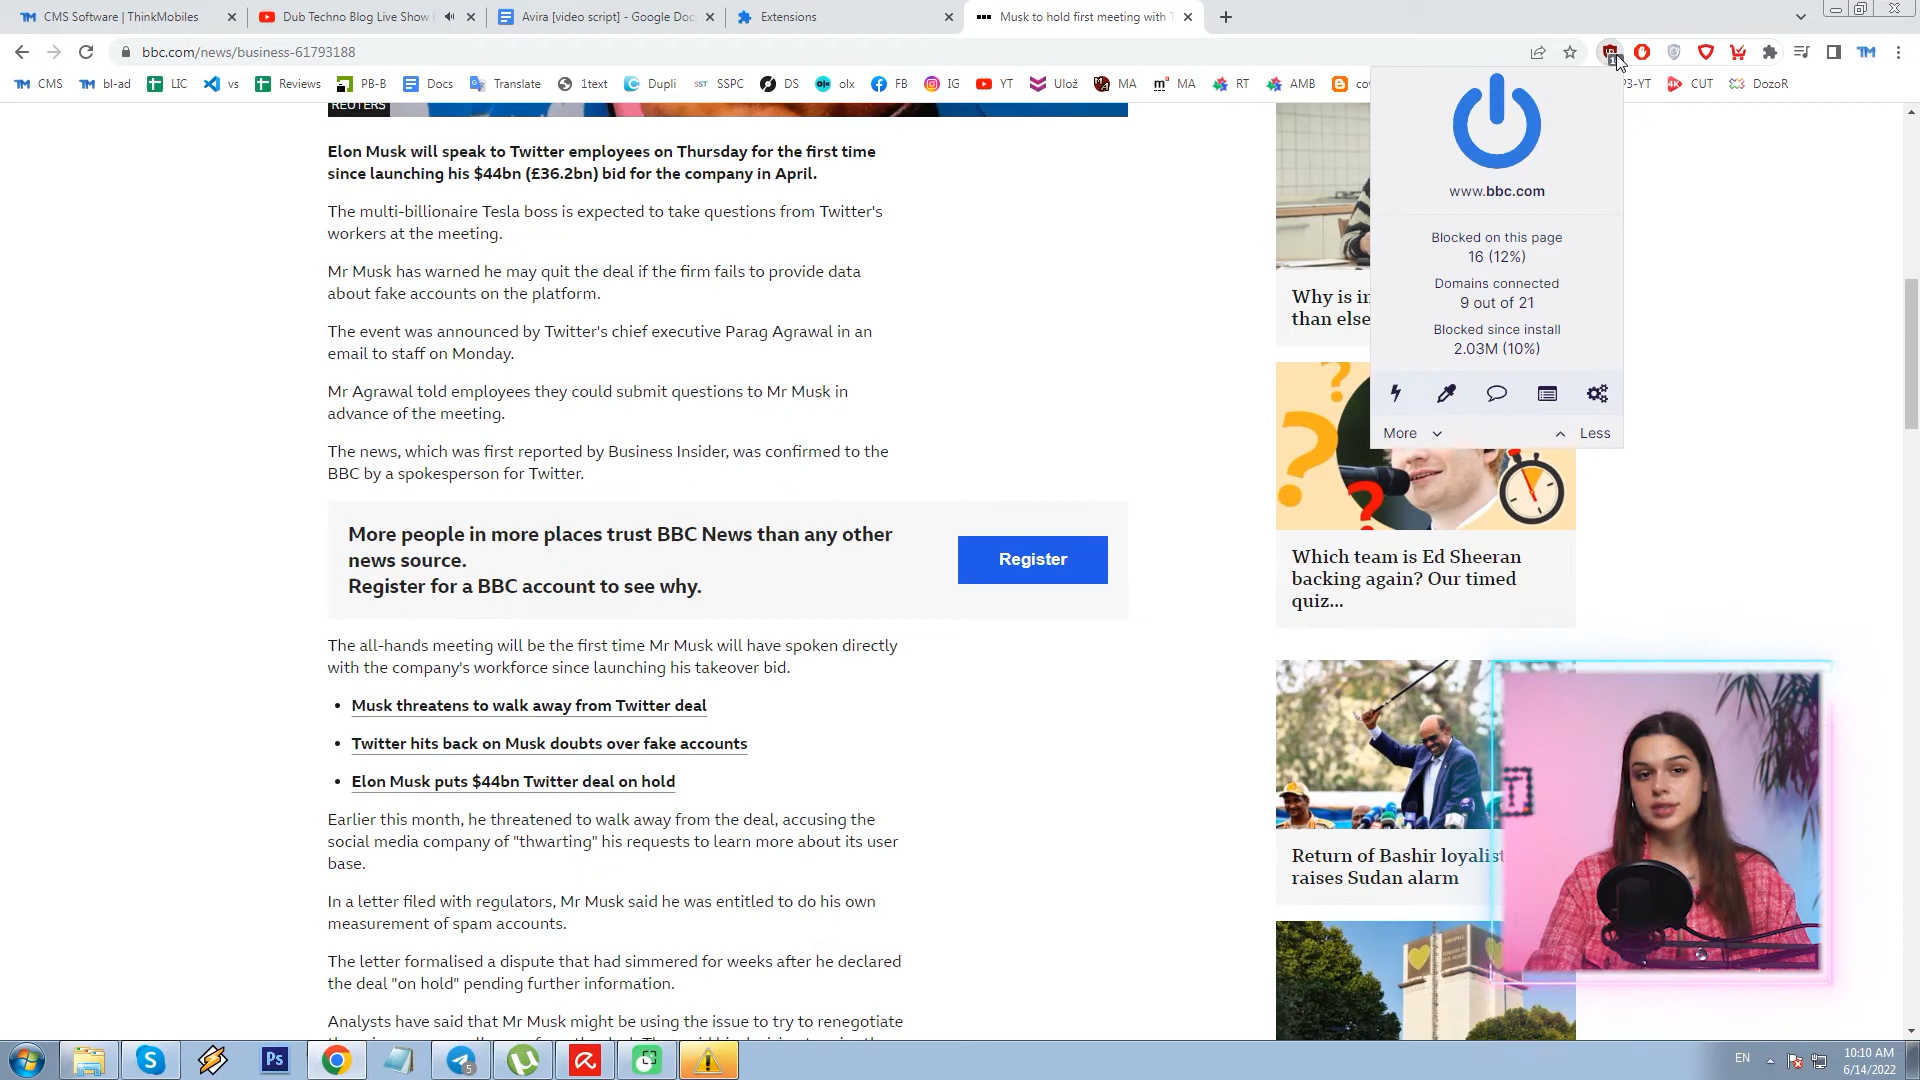 CMS Software | ThinkMobiles
Dub Techno Blog Live Show
Avira [video script] - Google Doc
Extensions
Musk to hold first meeting with T
bbc.com/news/business-61793188
CMS
bl-ad
LIC
vs
Reviews
PB-B
Docs
Translate
1text
Dupli
SSPC
DS
olx
FB
IG
YT
Ulož
MA
MA
RT
AMB
P3-YT
CUT
DozoR
REUTERS
Elon Musk will speak to Twitter employees on Thursday for the first time
since launching his $44bn (£36.2bn) bid for the company in April.
The multi-billionaire Tesla boss is expected to take questions from Twitter's
workers at the meeting.
Mr Musk has warned he may quit the deal if the firm fails to provide data
about fake accounts on the platform.
The event was announced by Twitter's chief executive Parag Agrawal in an
email to staff on Monday.
Mr Agrawal told employees they could submit questions to Mr Musk in
advance of the meeting.
The news, which was first reported by Business Insider, was confirmed to the
BBC by a spokesperson for Twitter.
More people in more places trust BBC News than any other
news source.
Register for a BBC account to see why.
Register
The all-hands meeting will be the first time Mr Musk will have spoken directly
with the company's workforce since launching his takeover bid.
• Musk threatens to walk away from Twitter deal
• Twitter hits back on Musk doubts over fake accounts
• Elon Musk puts $44bn Twitter deal on hold
Earlier this month, he threatened to walk away from the deal, accusing the
social media company of "thwarting" his requests to learn more about its user
base.
In a letter filed with regulators, Mr Musk said he was entitled to do his own
measurement of spam accounts.
The letter formalised a dispute that had simmered for weeks after he declared
the deal "on hold" pending further information.
Analysts have said that Mr Musk might be using the issue to try to renegotiate
www.bbc.com
Blocked on this page
16 (12%)
Domains connected
9 out of 21
Blocked since install
2.03M (10%)
More
Less
Why is
than else
Which team is Ed Sheeran
backing again? Our timed
quiz...
Return of Bashir loyalist
raises Sudan alarm
Ps
5
EN
10:10 AM
6/14/2022